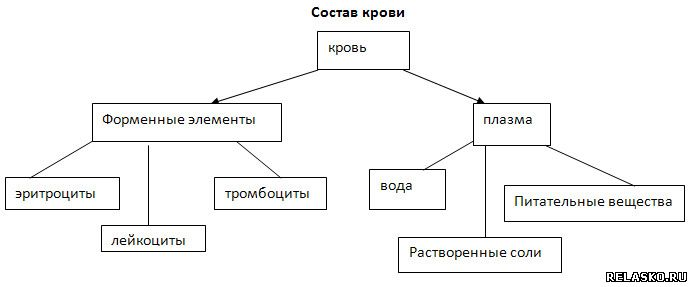 Состав крови
кровь
Форменные элементы
плазма
эритроциты
лейкоциты
тромбоциты
вода
Растворенные соли
Питательные вещества
RELASKO.RU